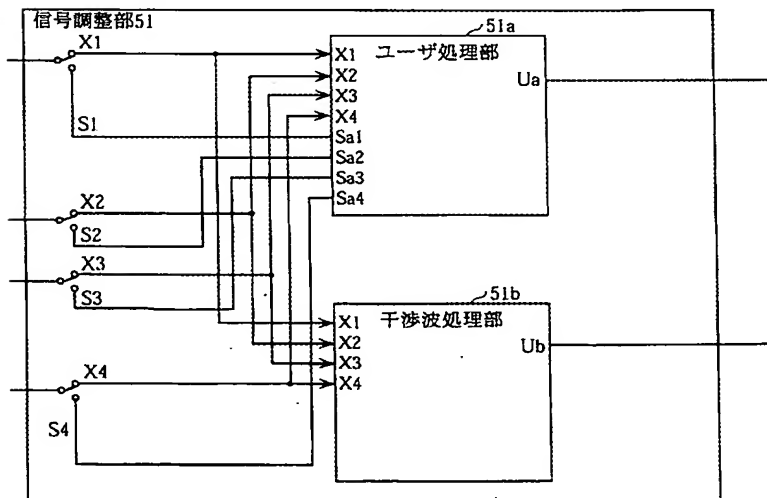 信号調整部51
X1
S1
X2
S2
X3
S3
X4
S4
51a
ユーザ処理部
X1
X2
X3
X4
Sa1
Sa2
Sa3
Sa4
Ua
51b
干渉波処理部
X1
X2
X3
X4
Ub